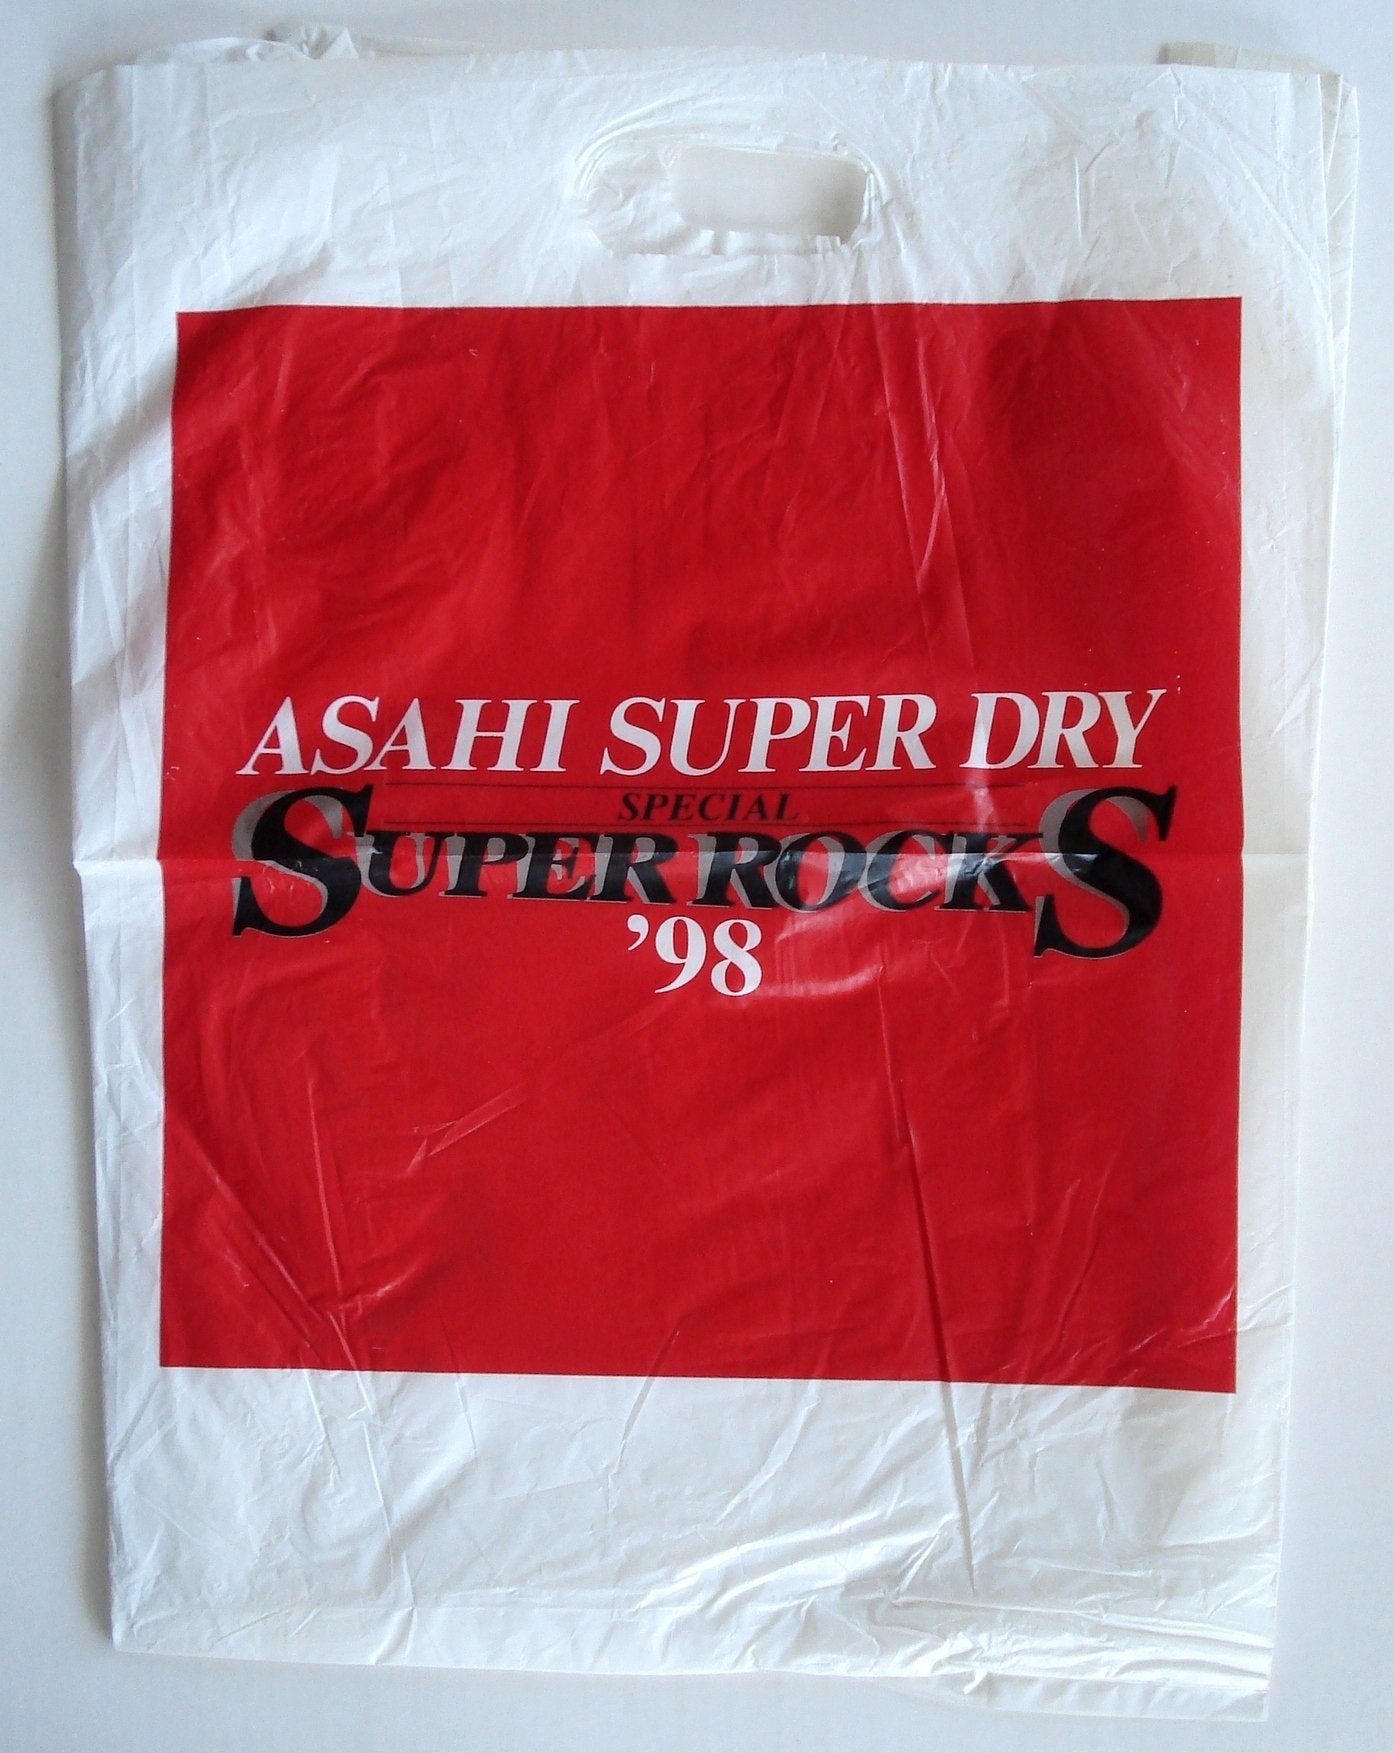 ASAHI SUPER DRY
SPECIAL
SUPER ROCKS
’98